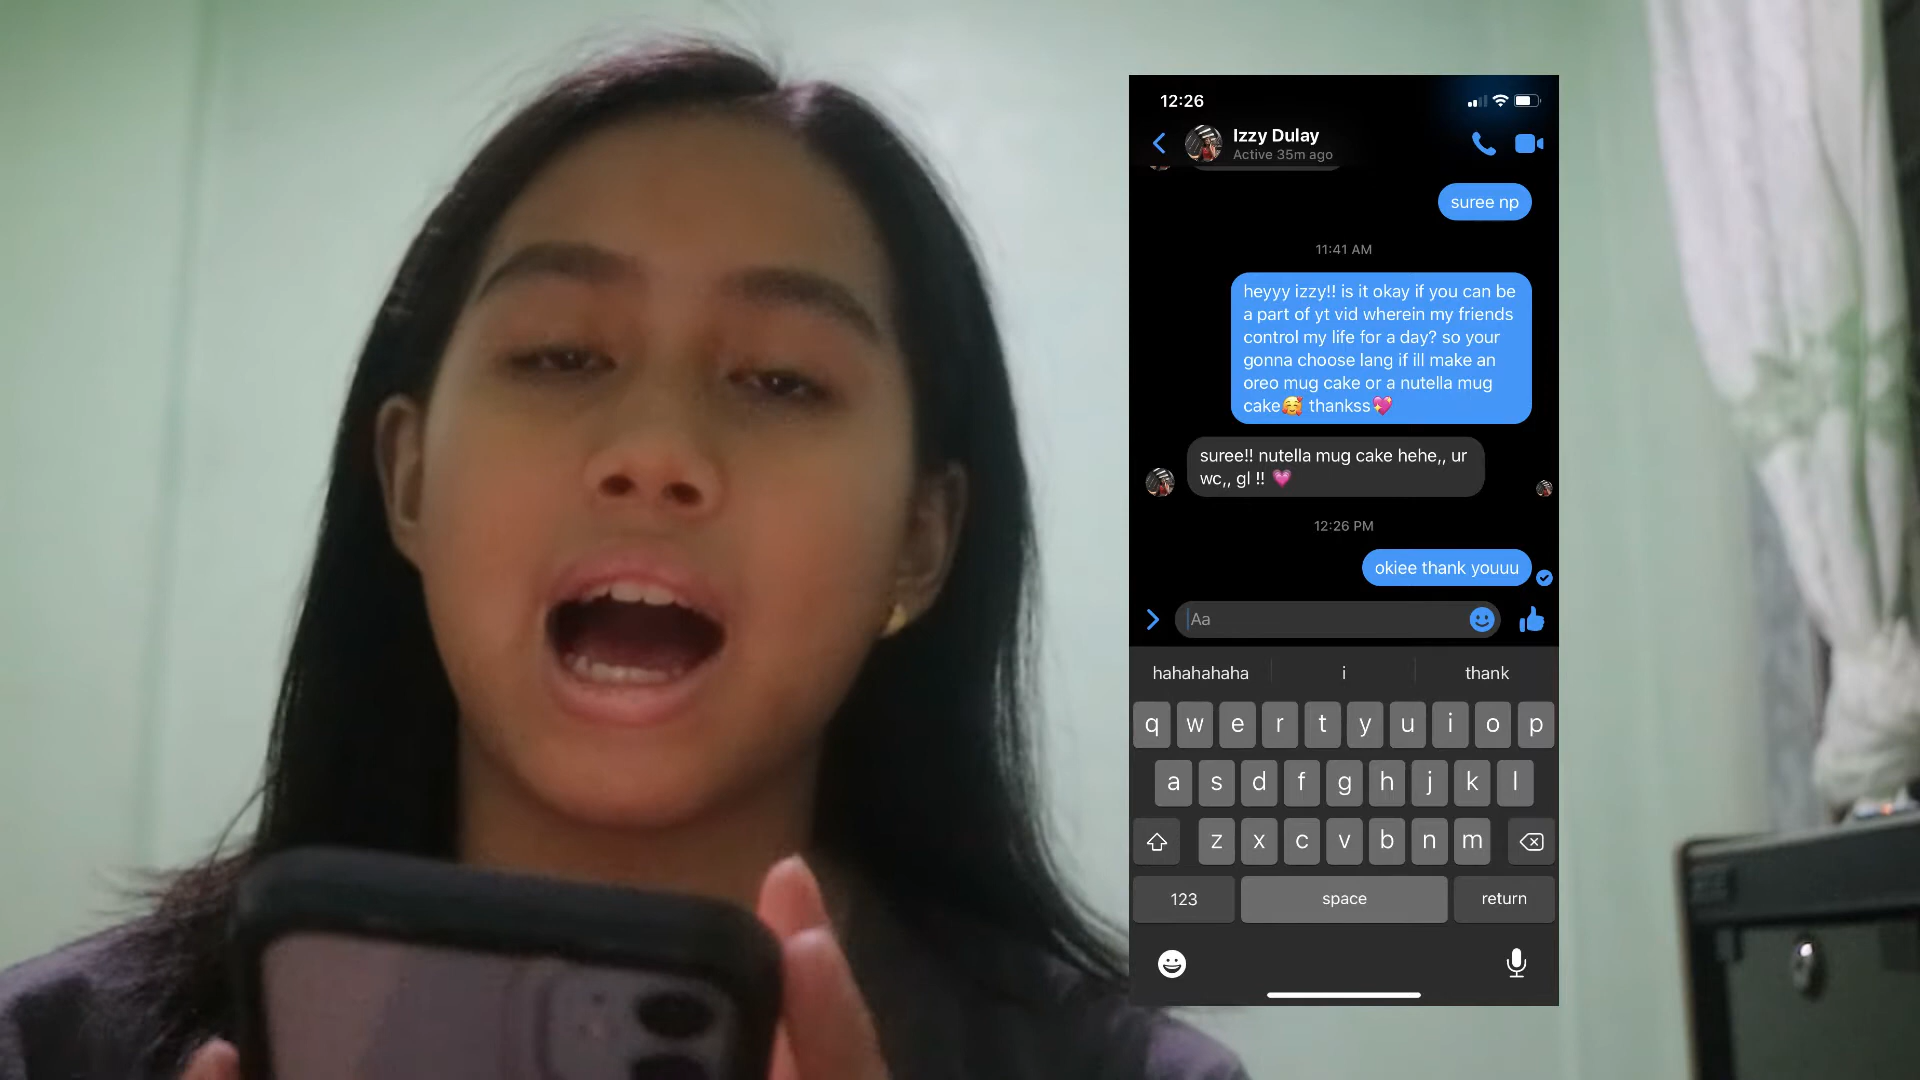 12:26
Izzy Dulay
Active 35m ago
suree np
11:41 AM
heyyy izzy!! is it okay if you can be
a part of yt vid wherein my friends
control my life for a day? so your
gonna choose lang if ill make an
oreo mug cake or a nutella mug
cake🥰 thankss💖
suree!! nutella mug cake hehe,, ur
wc,, gl !! 💗
12:26 PM
okiee thank youuu
Aa
hahahahaha i thank
q w e r t y u i o p
a s d f g h j k l
z x c v b n m
123 space return